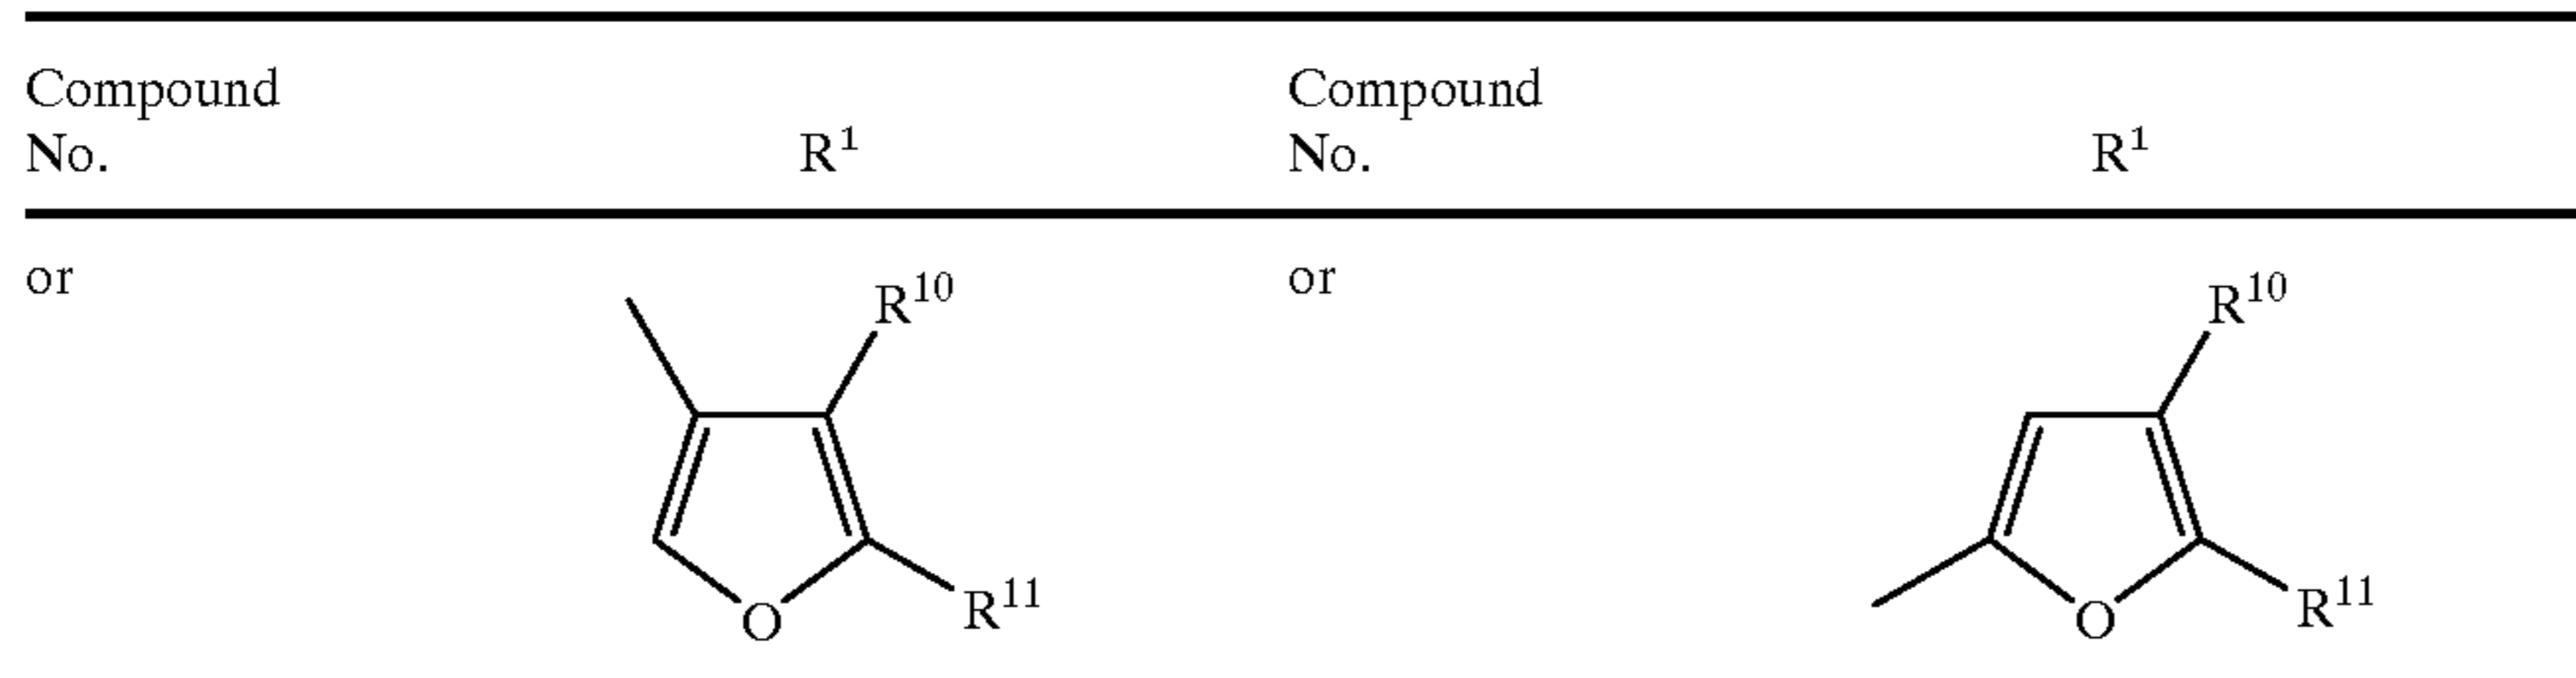 Compound Compound
No. R¹ No. R¹
or or
R¹⁰ R¹⁰
R¹¹ R¹¹
O O